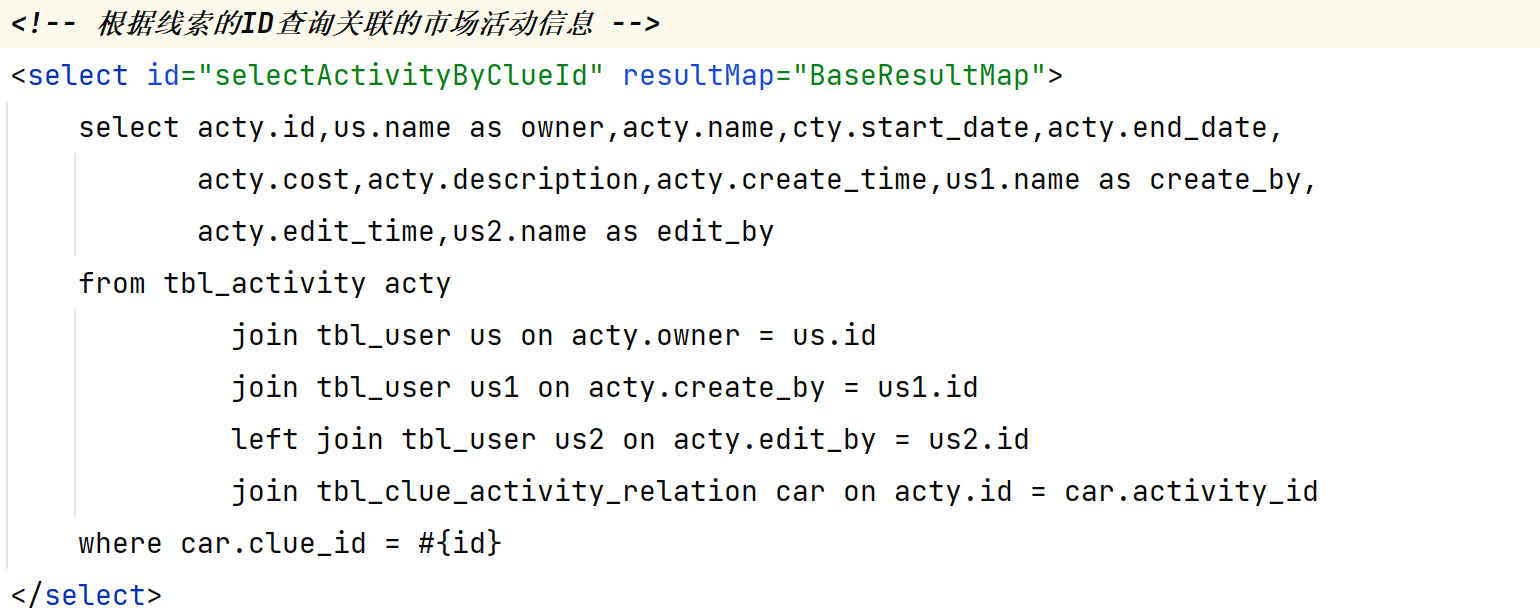 <!-- 根据线索的ID查询关联的市场活动信息 -->
<select id="selectActivityByClueId" resultMap="BaseResultMap">
select acty.id,us.name as owner,acty.name,cty.start_date,acty.end_date,
acty.cost,acty.description,acty.create_time,us1.name as create_by,
acty.edit_time,us2.name as edit_by
from tbl_activity acty
join tbl_user us on acty.owner = us.id
join tbl_user us1 on acty.create_by = us1.id
left join tbl_user us2 on acty.edit_by = us2.id
join tbl_clue_activity_relation car on acty.id = car.activity_id
where car.clue_id = #{id}
</select>